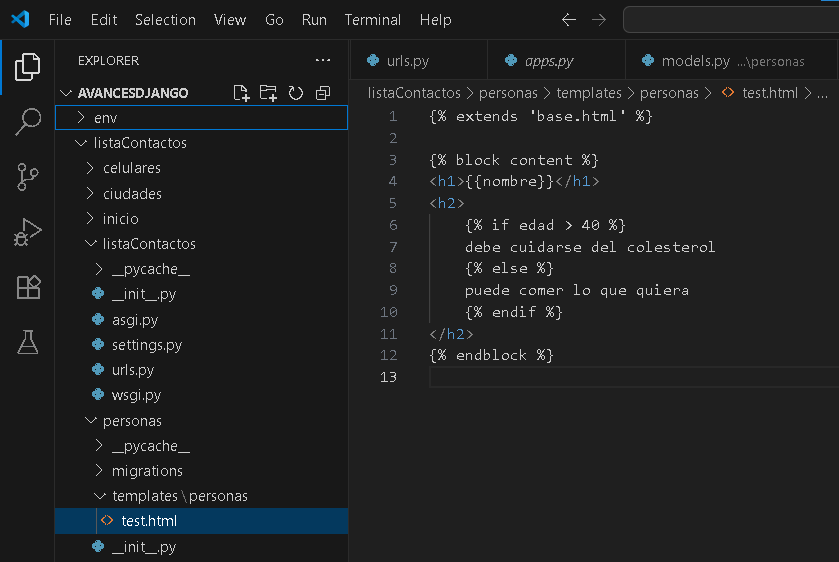 File Edit Selection View Go Run Terminal Help
EXPLORER ...
AVANCESDJANGO
env
listaContactos
celulares
ciudades
inicio
listaContactos
__pycache__
__init__.py
asgi.py
settings.py
urls.py
wsgi.py
personas
__pycache__
migrations
templates\personas
test.html
__init__.py
urls.py apps.py models.py ...\personas
listaContactos > personas > templates > personas > <> test.html > ...
1 {% extends 'base.html' %}
2
3 {% block content %}
4 <h1>{{nombre}}</h1>
5 <h2>
6 {% if edad > 40 %}
7 debe cuidarse del colesterol
8 {% else %}
9 puede comer lo que quiera
10 {% endif %}
11 </h2>
12 {% endblock %}
13